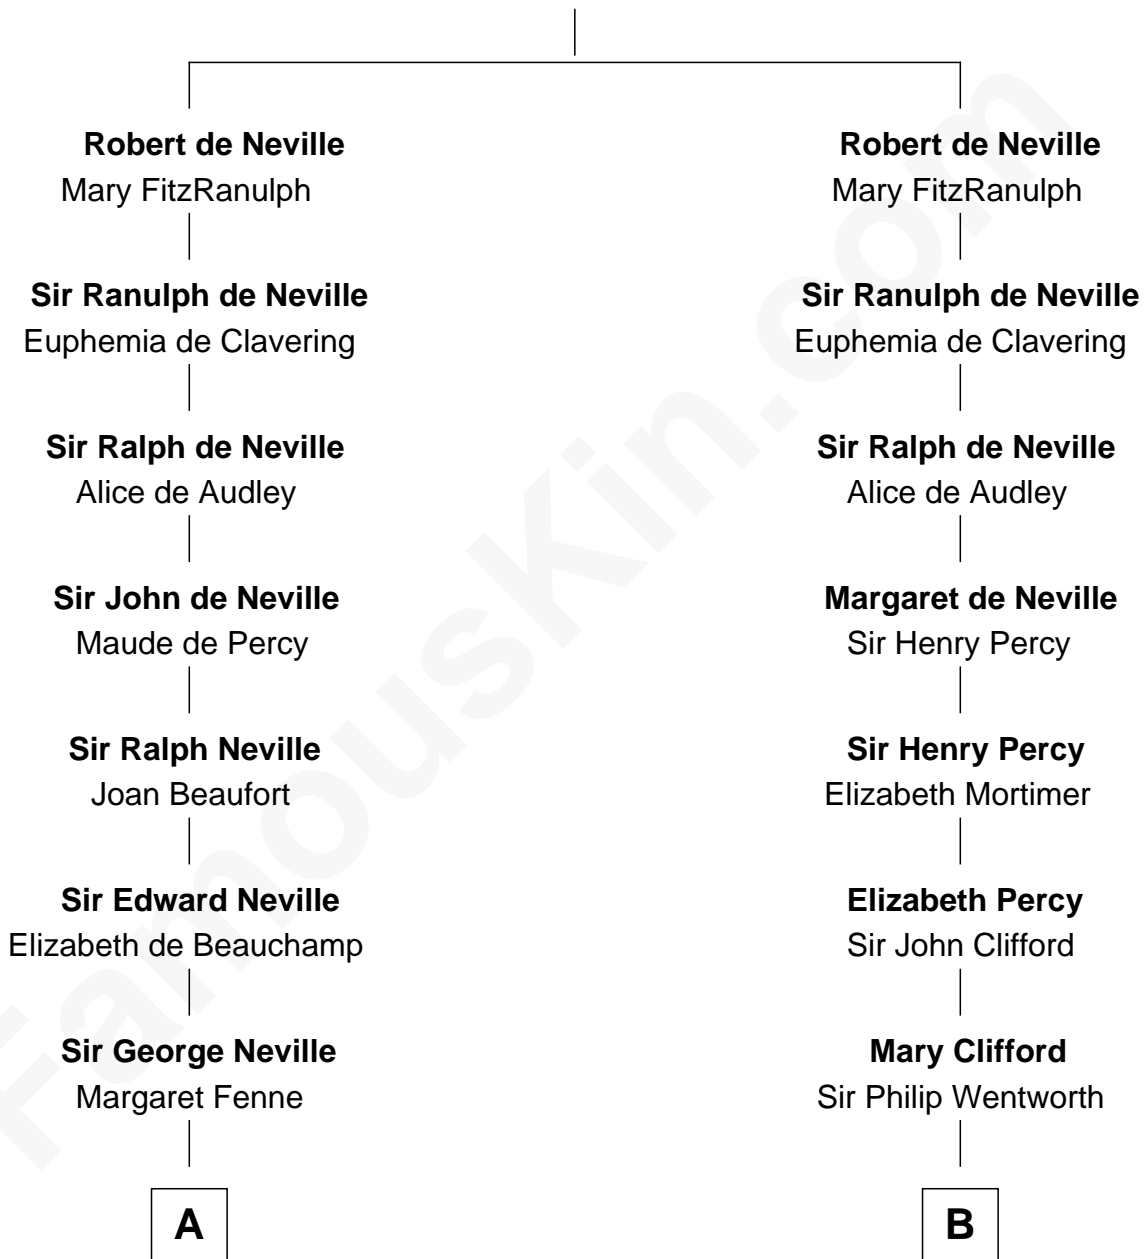 Robert de Neville
Mary FitzRanulph
Sir Ranulph de Neville
Euphemia de Clavering
Sir Ralph de Neville
Alice de Audley
Sir John de Neville
Maude de Percy
Sir Ralph Neville
Joan Beaufort
Sir Edward Neville
Elizabeth de Beauchamp
Sir George Neville
Margaret Fenne
A
Robert de Neville
Mary FitzRanulph
Sir Ranulph de Neville
Euphemia de Clavering
Sir Ralph de Neville
Alice de Audley
Margaret de Neville
Sir Henry Percy
Sir Henry Percy
Elizabeth Mortimer
Elizabeth Percy
Sir John Clifford
Mary Clifford
Sir Philip Wentworth
B
FamousKin.com